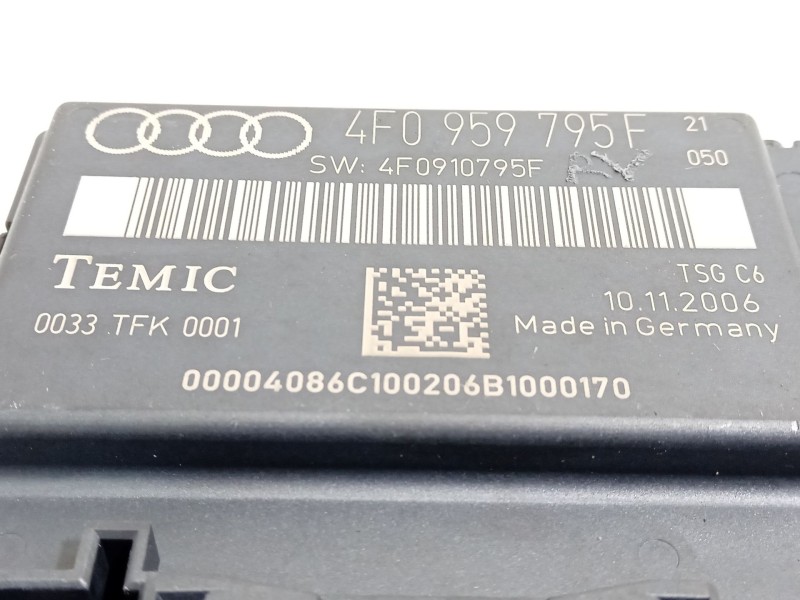 4F0 959 795F 21
SW: 4F0910795F 050
TEMIC TSG C6
10.11.2006
0033 TFK 0001 Made in Germany
00004086C100206B1000170